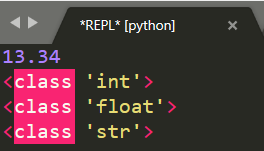 *REPL* [python]
13.34
<class 'int'>
<class 'float'>
<class 'str'>